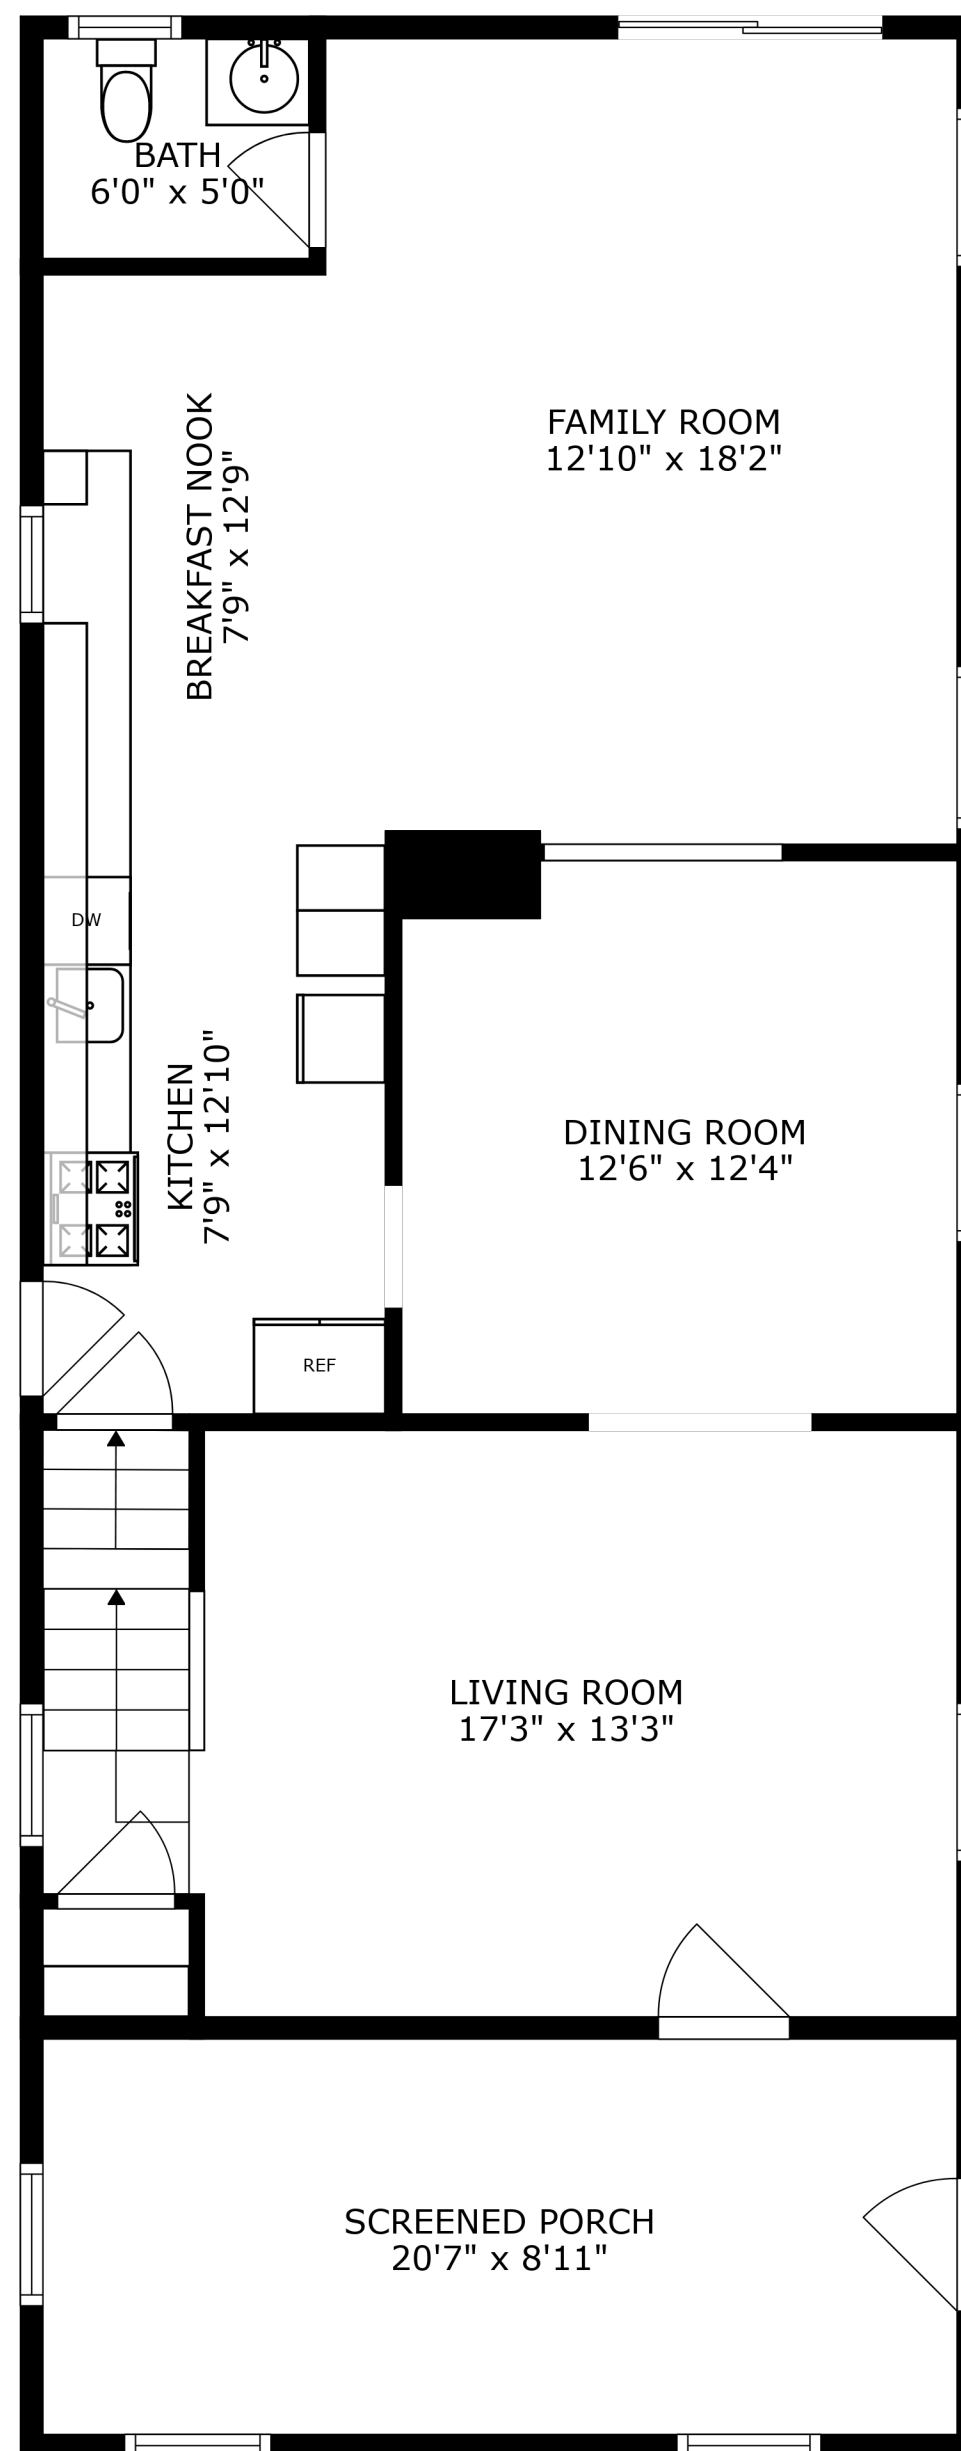 BATH
6'0" x 5'0"
FAMILY ROOM
12'10" x 18'2"
BREAKFAST NOOK
7'9" x 12'9"
DW
KITCHEN
7'9" x 12'10"
DINING ROOM
12'6" x 12'4"
REF
LIVING ROOM
17'3" x 13'3"
SCREENED PORCH
20'7" x 8'11"